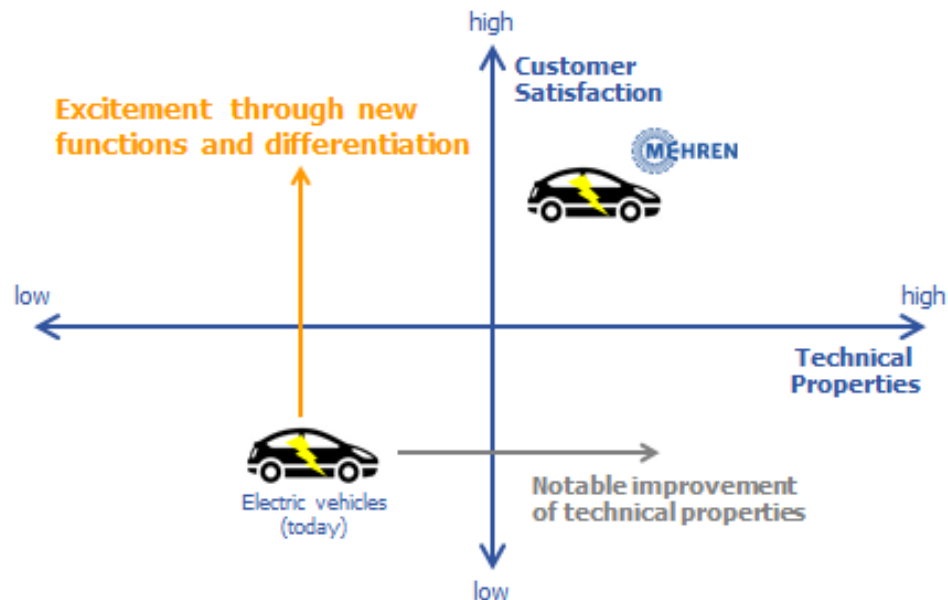 high
Customer
Satisfaction
Excitement through new
functions and differentiation
MEHREN
low
high
Technical
Properties
Electric vehicles
(today)
Notable improvement
of technical properties
low